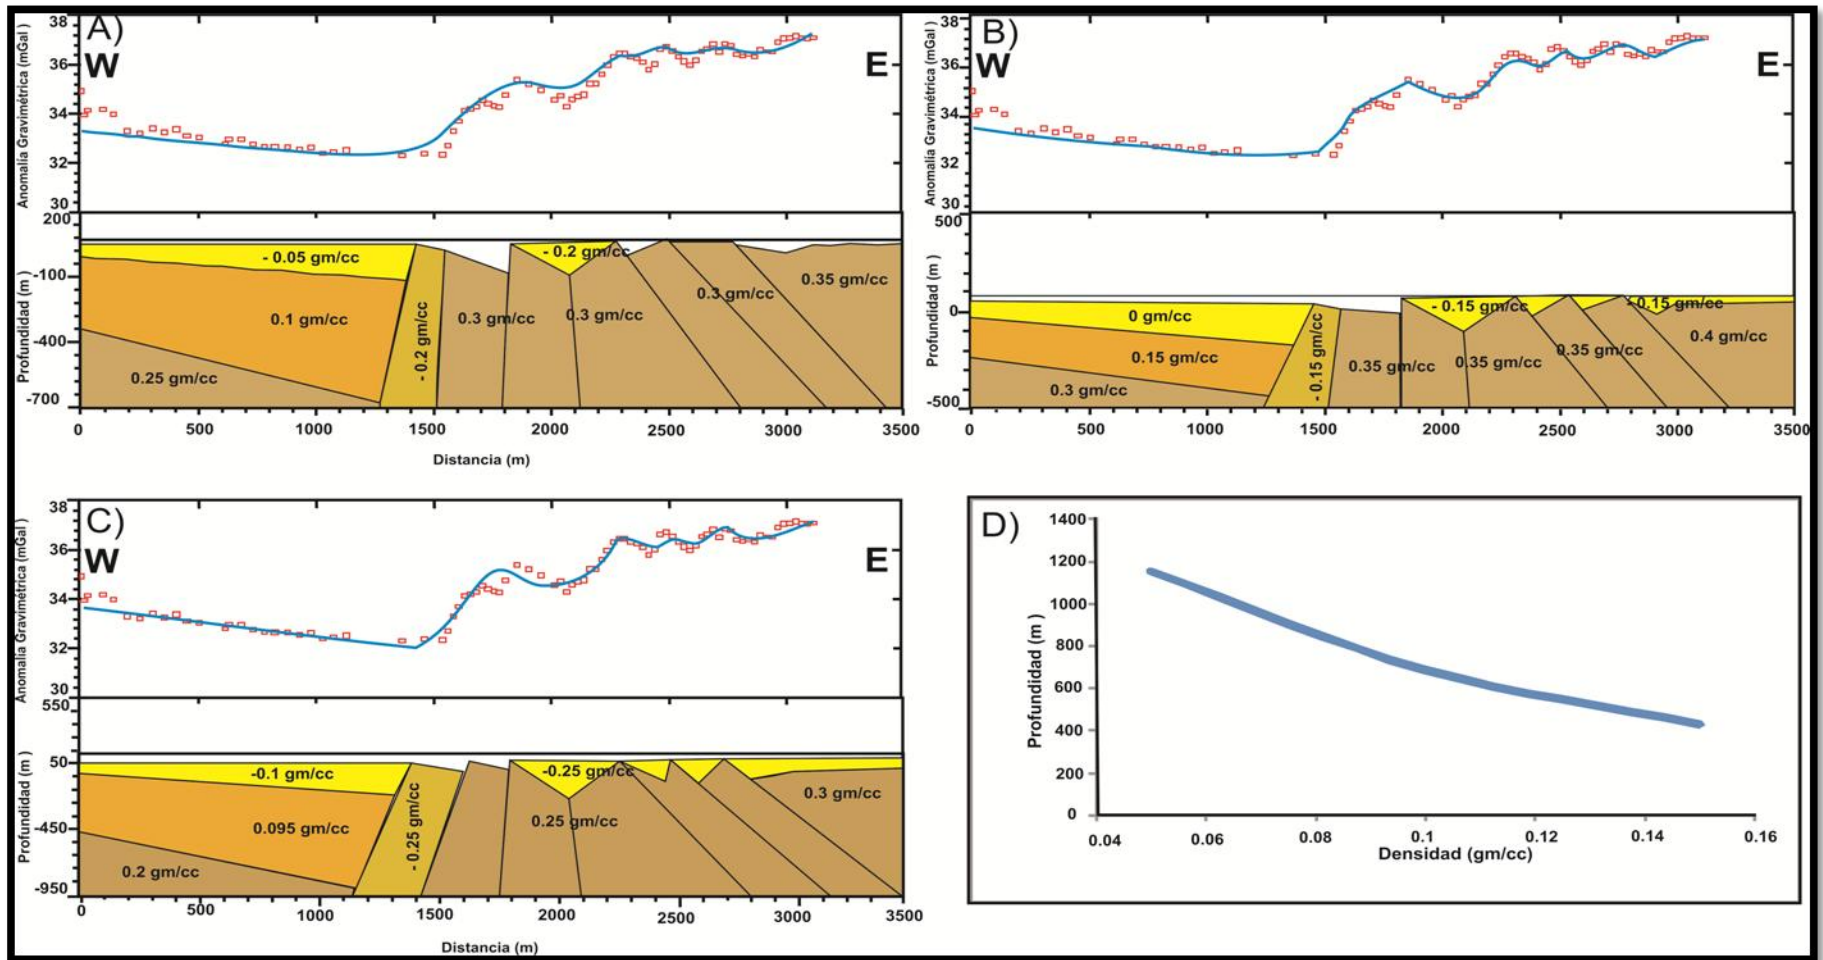 A)
W
E
Anomalia Gravimétrica (mGal )
38
36
34
32
30
200
-100
-400
-700
Profundidad (m )
- 0.05 gm/cc
0.1 gm/cc
0.25 gm/cc
- 0.2 gm/cc
0.3 gm/cc
- 0.2 gm/cc
0.3 gm/cc
0.3 gm/cc
0.35 gm/cc
0 500 1000 1500 2000 2500 3000 3500
Distancia (m)
B)
W
E
Anomalia Gravimétrica (mGal )
38
36
34
32
30
500
0
-500
Profundidad (m )
0 gm/cc
0.15 gm/cc
0.3 gm/cc
- 0.15 gm/cc
0.35 gm/cc
- 0.15 gm/cc
0.35 gm/cc
0.35 gm/cc
- 0.15 gm/cc
0.4 gm/cc
0 500 1000 1500 2000 2500 3000 3500
C)
W
E
Anomalia Gravimétrica (mGal)
38
36
34
32
30
550
50
-450
-950
Profundidad (m )
-0.1 gm/cc
0.095 gm/cc
0.2 gm/cc
- 0.25 gm/cc
-0.25 gm/cc
0.25 gm/cc
0.3 gm/cc
0 500 1000 1500 2000 2500 3000 3500
Distancia (m)
D)
1400
1200
1000
800
600
400
200
0
Profundidad (m )
0.04 0.06 0.08 0.1 0.12 0.14 0.16
Densidad (gm/cc)